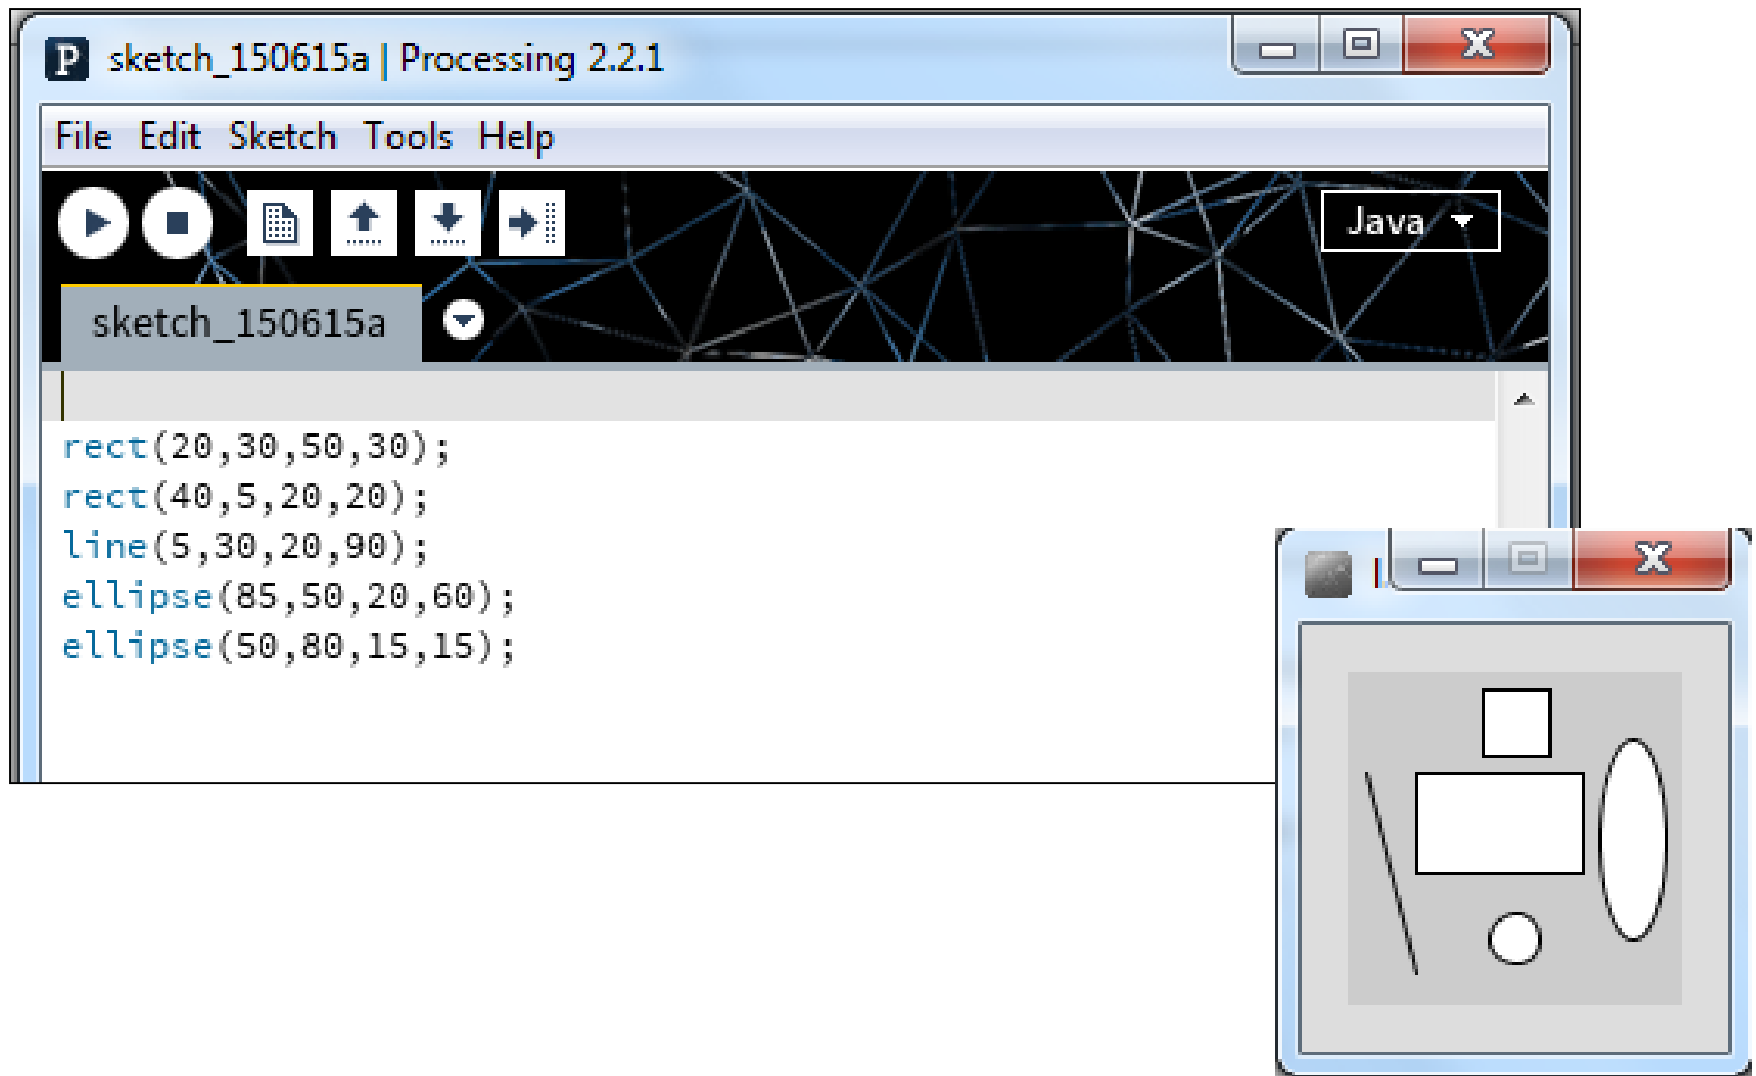 P sketch_150615a | Processing 2.2.1
File Edit Sketch Tools Help
Java
sketch_150615a
rect(20,30,50,30);
rect(40,5,20,20);
line(5,30,20,90);
ellipse(85,50,20,60);
ellipse(50,80,15,15);